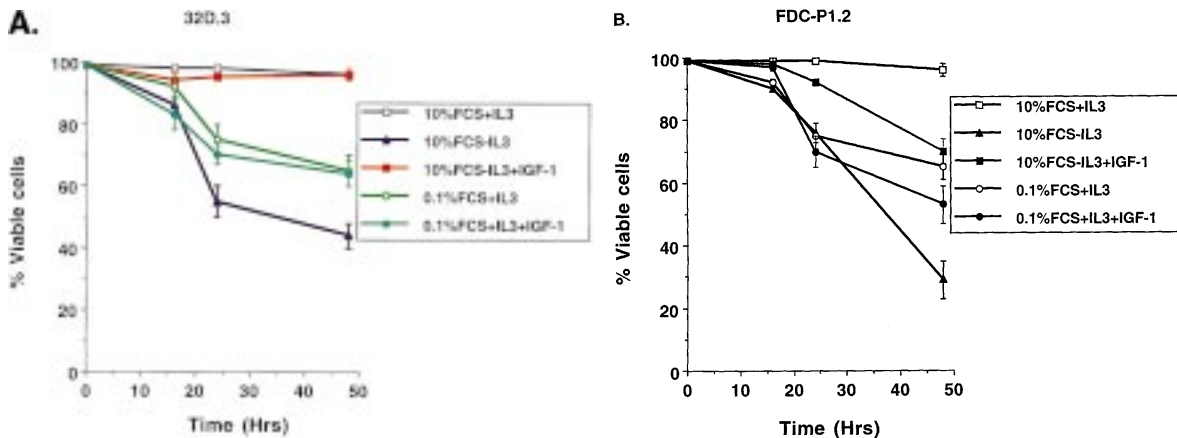 A.
32D.3
100
80
60
40
20
0
0 10 20 30 40 50
% Viable cells
Time (Hrs)
10%FCS+IL3
10%FCS-IL3
10%FCS-IL3+IGF-1
0.1%FCS+IL3
0.1%FCS+IL3+IGF-1
B.
FDC-P1.2
100
80
60
40
20
0
0 10 20 30 40 50
% Viable cells
Time (Hrs)
10%FCS+IL3
10%FCS-IL3
10%FCS-IL3+IGF-1
0.1%FCS+IL3
0.1%FCS+IL3+IGF-1